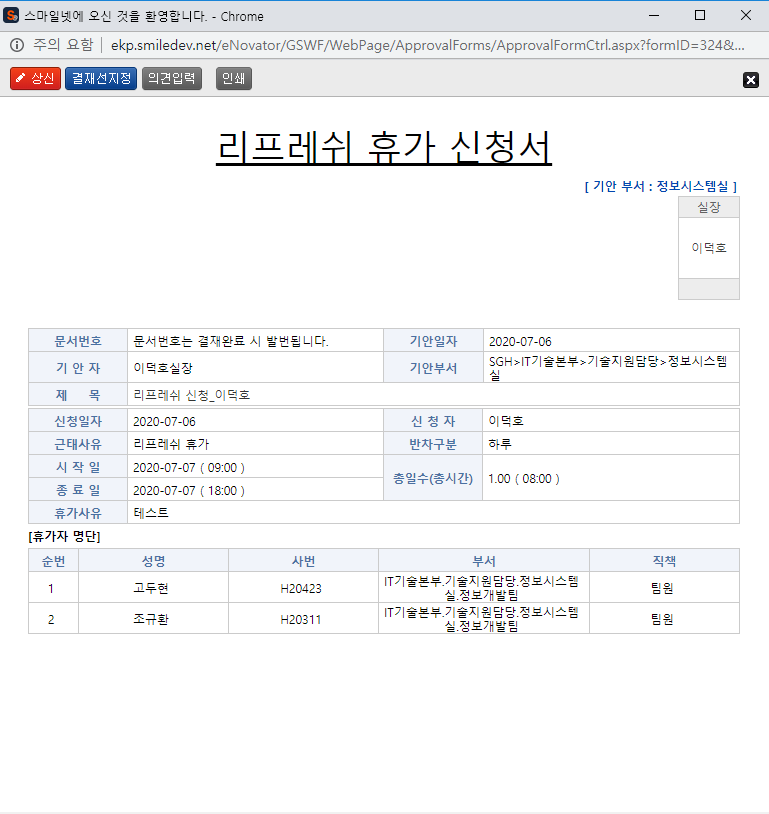 스마일넷에 오신 것을 환영합니다. - Chrome
주의 요함 | ekp.smiledev.net/eNovator/GSWF/WebPage/ApprovalForms/ApprovalFormCtrl.aspx?formID=324&...
상신 결재선지정 의견입력 인쇄
리프레쉬 휴가 신청서
[ 기안 부서 : 정보시스템실 ]
실장
이덕호
문서번호 문서번호는 결재완료 시 발번됩니다. 기안일자 2020-07-06
기 안 자 이덕호실장 기안부서 SGH>IT기술본부>기술지원담당>정보시스템
실
제 목 리프레쉬 신청_이덕호
신청일자 2020-07-06 신 청 자 이덕호
근태사유 리프레쉬 휴가 반차구분 하루
시 작 일 2020-07-07 ( 09:00 )
총일수(총시간) 1.00 ( 08:00 )
종 료 일 2020-07-07 ( 18:00 )
휴가사유 테스트
[휴가자 명단]
순번 성명 사번 부서 직책
1 고두현 H20423 IT기술본부.기술지원담당.정보시스템
실.정보개발팀 팀원
2 조규환 H20311 IT기술본부.기술지원담당.정보시스템
실.정보개발팀 팀원